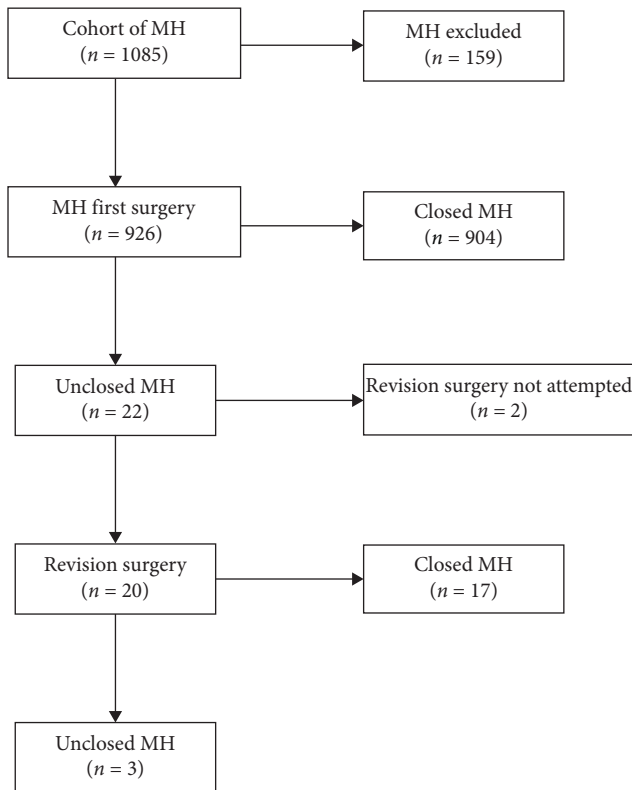 Cohort of MH
(n = 1085)
MH excluded
(n = 159)
MH first surgery
(n = 926)
Closed MH
(n = 904)
Unclosed MH
(n = 22)
Revision surgery not attempted
(n = 2)
Revision surgery
(n = 20)
Closed MH
(n = 17)
Unclosed MH
(n = 3)